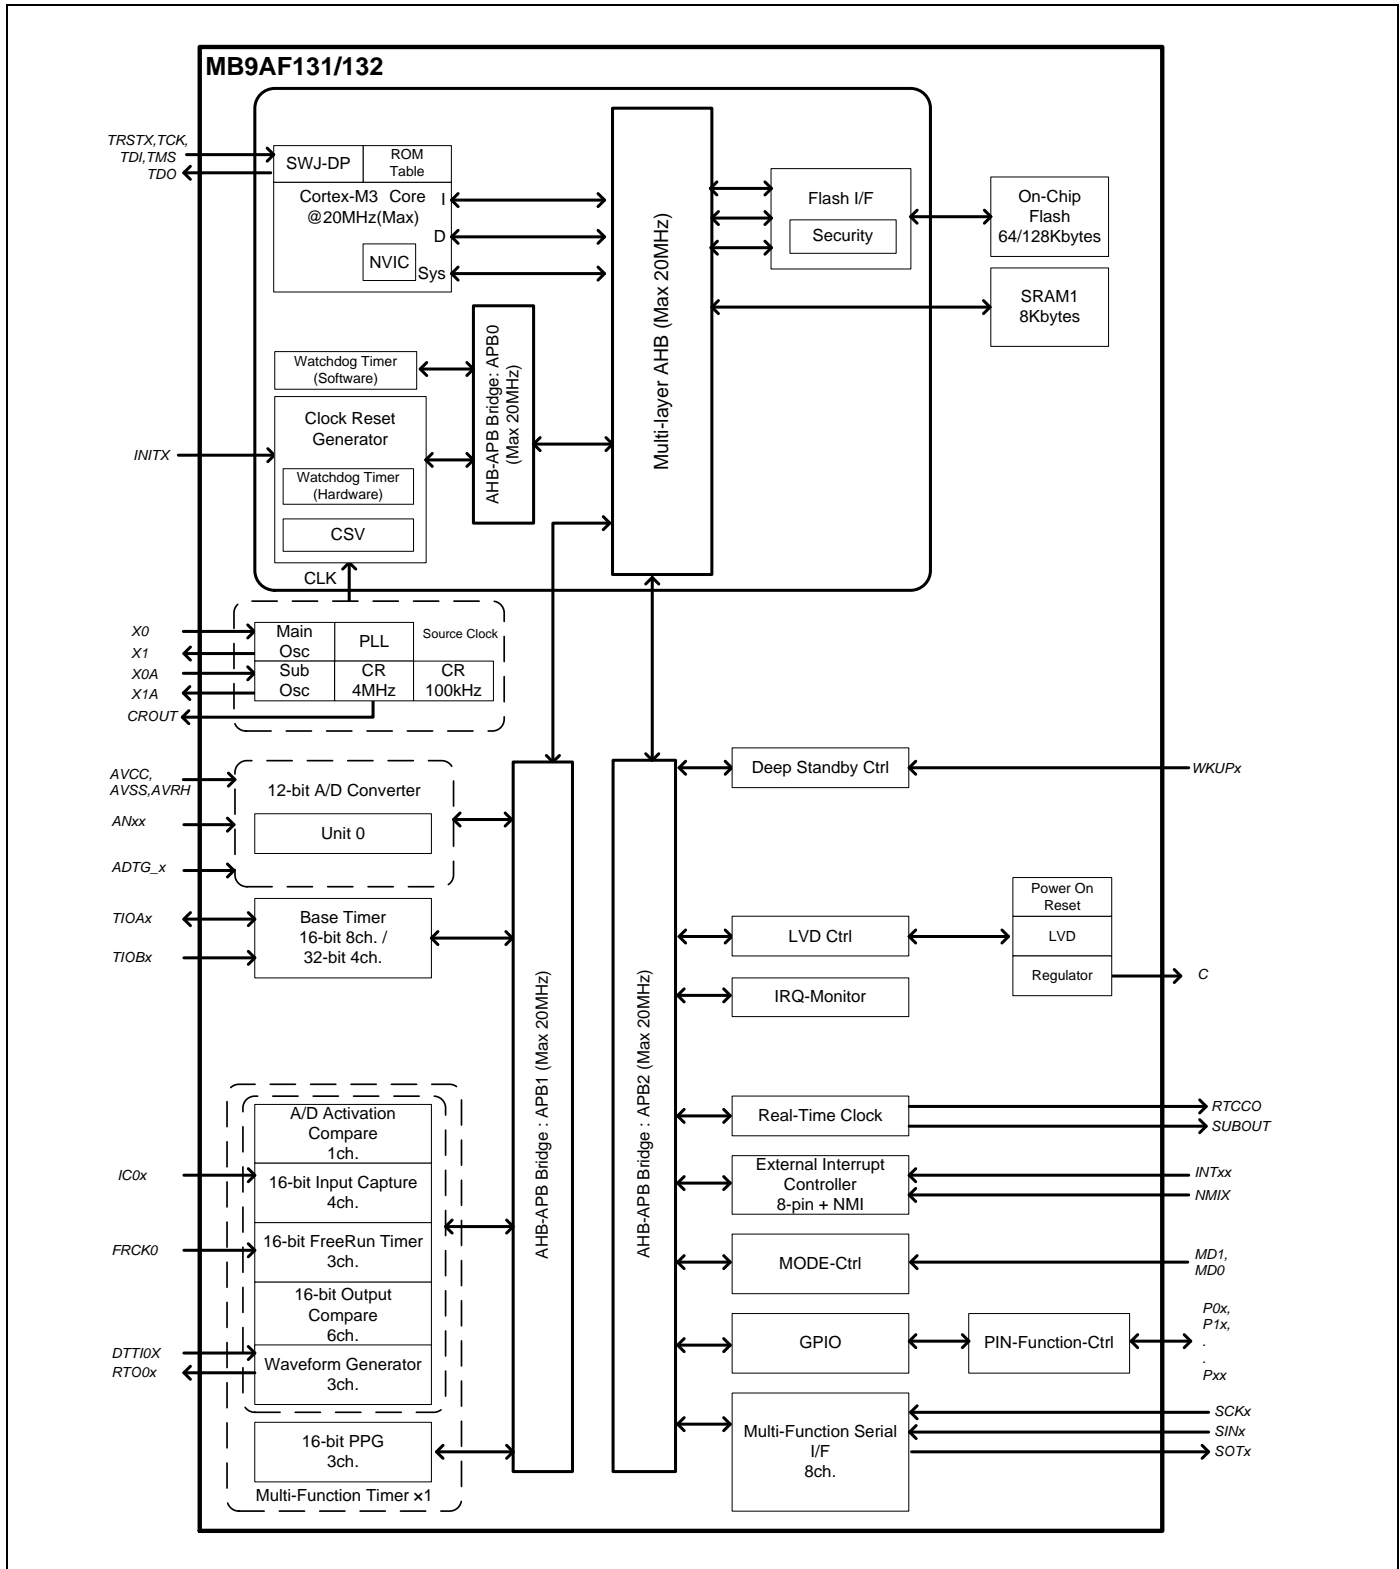 MB9AF131/132
TRSTX,TCK,
TDI,TMS
TDO
SWJ-DP
ROM
Table
Cortex-M3 Core
@20MHz(Max)
I
D
Sys
NVIC
Multi-layer AHB (Max 20MHz)
Flash I/F
Security
On-Chip
Flash
64/128Kbytes
SRAM1
8Kbytes
Watchdog Timer
(Software)
AHB-APB Bridge: APB0
(Max 20MHz)
Clock Reset
Generator
INITX
Watchdog Timer
(Hardware)
CSV
CLK
X0
X1
X0A
X1A
CROUT
Main
Osc
PLL
Source Clock
Sub
Osc
CR
4MHz
CR
100kHz
AVCC,
AVSS,AVRH
ANxx
ADTG_x
12-bit A/D Converter
Unit 0
TIOAx
TIOBx
Base Timer
16-bit 8ch. /
32-bit 4ch.
AHB-APB Bridge : APB1 (Max 20MHz)
AHB-APB Bridge : APB2 (Max 20MHz)
Deep Standby Ctrl
WKUPx
LVD Ctrl
Power On
Reset
LVD
Regulator
C
IRQ-Monitor
Real-Time Clock
RTCCO
SUBOUT
External Interrupt
Controller
8-pin + NMI
INTxx
NMIX
MODE-Ctrl
MD1,
MD0
GPIO
PIN-Function-Ctrl
P0x,
P1x,
.
.
Pxx
Multi-Function Serial
I/F
8ch.
SCKx
SINx
SOTx
IC0x
FRCK0
DTTI0X
RTO0x
A/D Activation
Compare
1ch.
16-bit Input Capture
4ch.
16-bit FreeRun Timer
3ch.
16-bit Output
Compare
6ch.
Waveform Generator
3ch.
16-bit PPG
3ch.
Multi-Function Timer ×1